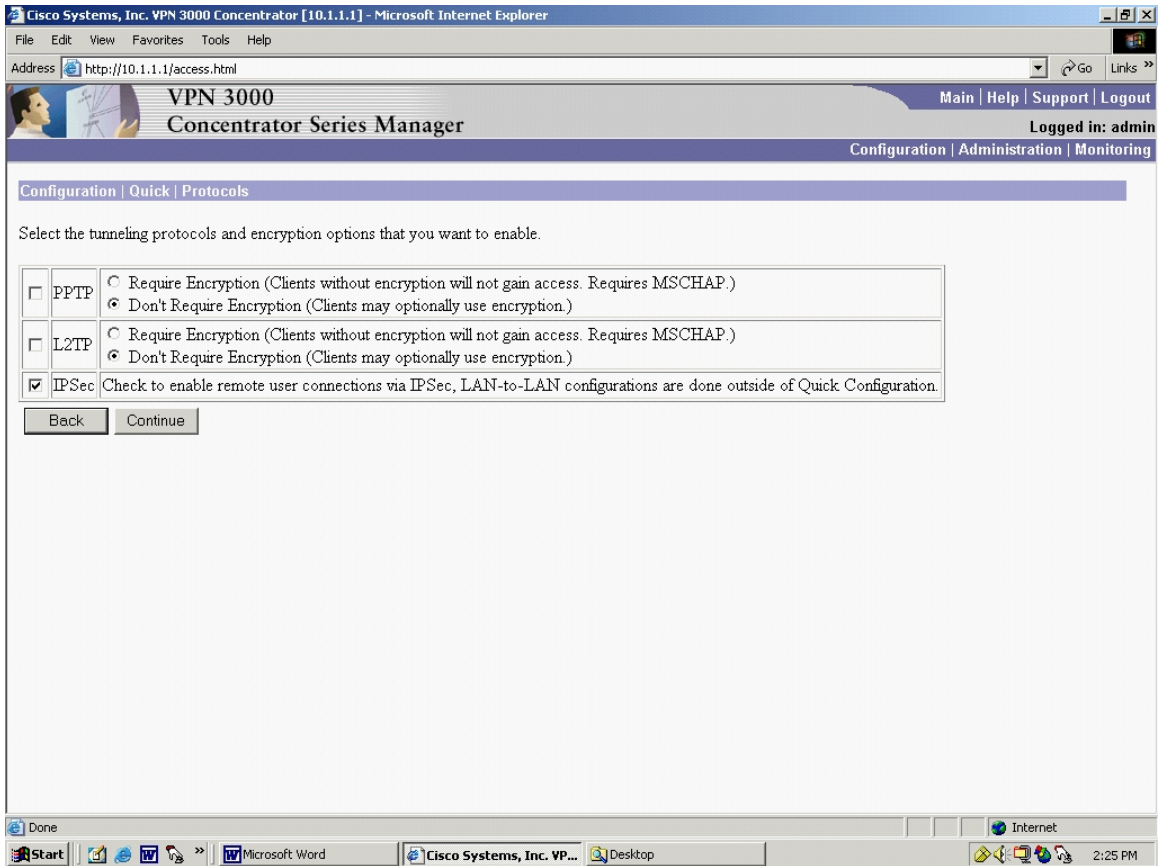 Cisco Systems, Inc. VPN 3000 Concentrator [10.1.1.1] - Microsoft Internet Explorer
File Edit View Favorites Tools Help
Address http://10.1.1.1/access.html Go Links »
VPN 3000
Concentrator Series Manager
Main | Help | Support | Logout
Logged in: admin
Configuration | Administration | Monitoring
Configuration | Quick | Protocols
Select the tunneling protocols and encryption options that you want to enable.
PPTP
Require Encryption (Clients without encryption will not gain access. Requires MSCHAP.)
Don't Require Encryption (Clients may optionally use encryption.)
L2TP
Require Encryption (Clients without encryption will not gain access. Requires MSCHAP.)
Don't Require Encryption (Clients may optionally use encryption.)
IPSec Check to enable remote user connections via IPSec, LAN-to-LAN configurations are done outside of Quick Configuration.
Back Continue
Done Internet
Start » Microsoft Word Cisco Systems, Inc. VP... Desktop 2:25 PM